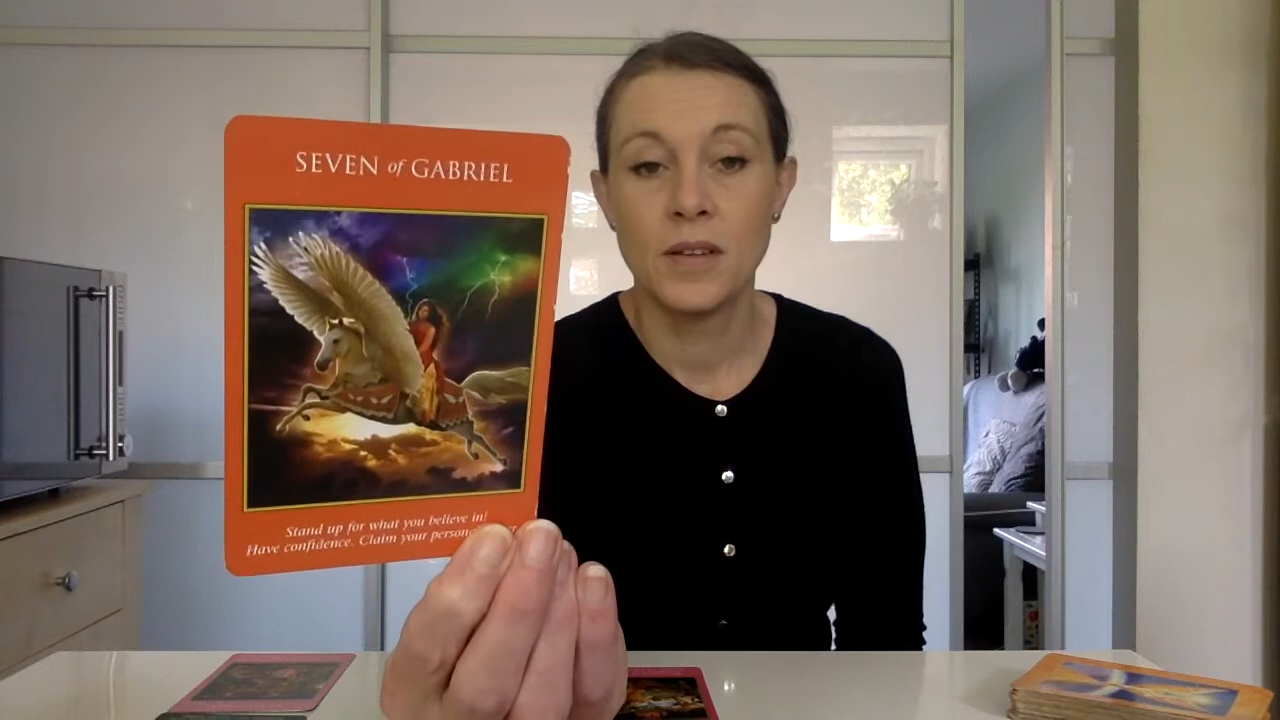 SEVEN of GABRIEL
Stand up for what you believe in!
Have confidence. Claim your